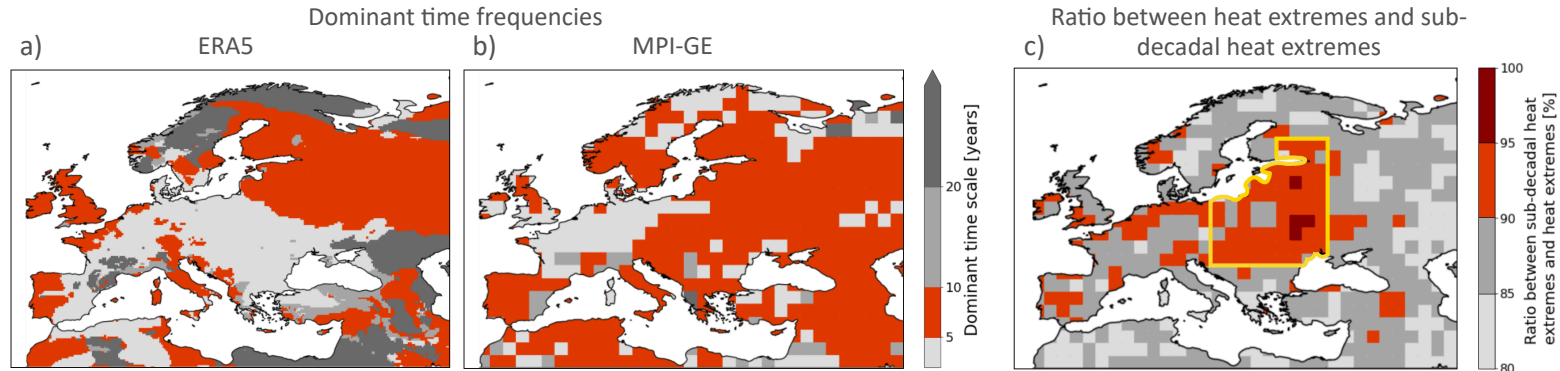 Dominant time frequencies
a)
ERA5
b)
MPI-GE
20
10
5
Dominant time scale [years]
Ratio between heat extremes and sub-
decadal heat extremes
c)
100
95
90
85
80
Ratio between sub-decadal heat
extremes and heat extremes [%]